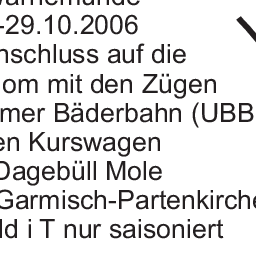 -29.10.2006
nschluss auf die
om mit den Zügen
mer Bäderbahn (UBB
en Kurswagen
Dagebüll Mole
Garmisch-Partenkirche
ld i T nur saisoniert